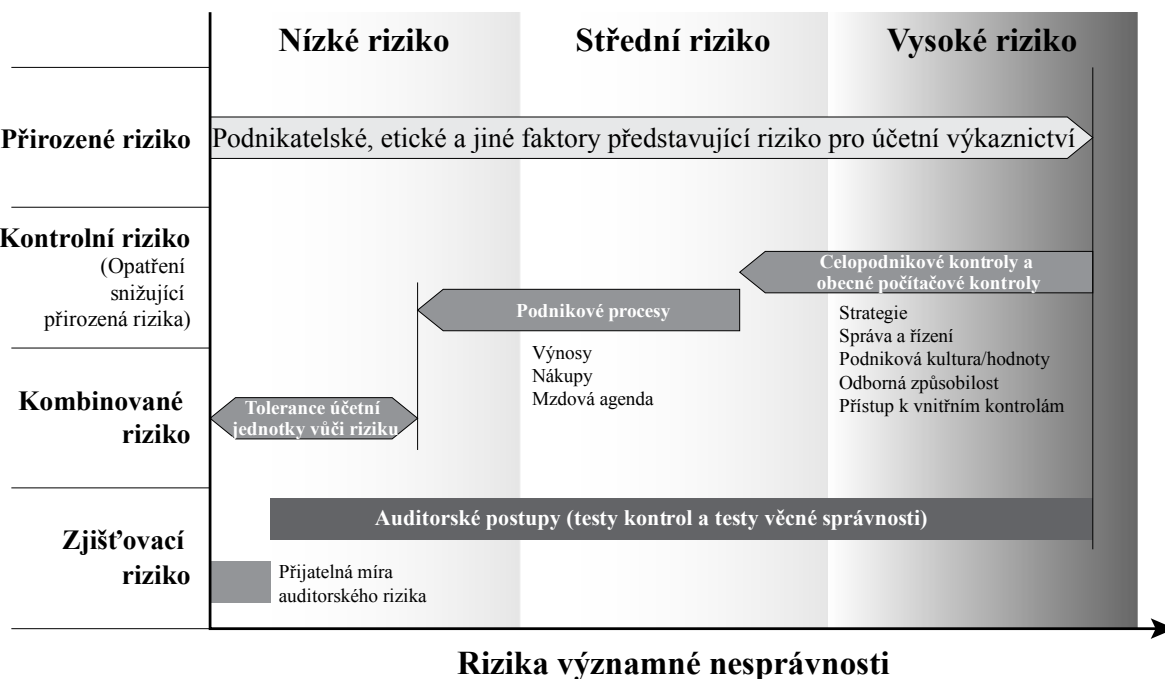 Nízké riziko
Střední riziko
Vysoké riziko
Přirozené riziko
Podnikatelské, etické a jiné faktory představující riziko pro účetní výkaznictví
Kontrolní riziko
(Opatření
snižující
přirozená rizika)
Celopodnikové kontroly a
obecné počítačové kontroly
Strategie
Správa a řízení
Podniková kultura/hodnoty
Odborná způsobilost
Přístup k vnitřním kontrolám
Podnikové procesy
Výnosy
Nákupy
Mzdová agenda
Kombinované
riziko
Tolerance účetní
jednotky vůči riziku
Zjišťovací
riziko
Auditorské postupy (testy kontrol a testy věcné správnosti)
Přijatelná míra
auditorského rizika
Rizika významné nesprávnosti